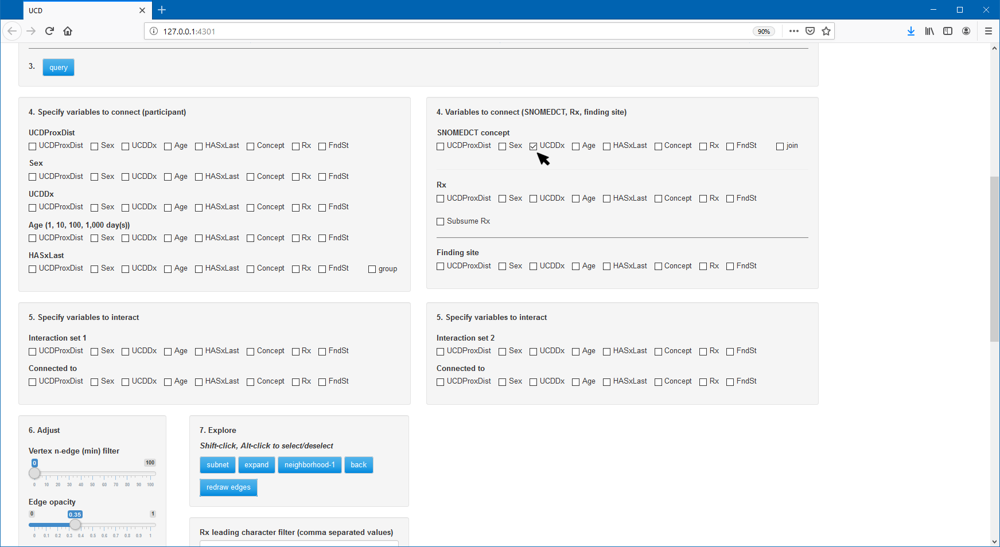 UCD
127.0.0.1:4301
90%
3. query
4. Specify variables to connect (participant)
UCDProxDist Sex UCDDx Age HASxLast Concept Rx FndSt
Sex
UCDProxDist Sex UCDDx Age HASxLast Concept Rx FndSt
UCDDx
UCDProxDist Sex UCDDx Age HASxLast Concept Rx FndSt
Age (1, 10, 100, 1,000 day(s))
UCDProxDist Sex UCDDx Age HASxLast Concept Rx FndSt
HASxLast
UCDProxDist Sex UCDDx Age HASxLast Concept Rx FndSt group
4. Variables to connect (SNOMEDCT, Rx, finding site)
SNOMEDCT concept
UCDProxDist Sex UCDDx Age HASxLast Concept Rx FndSt join
Rx
UCDProxDist Sex UCDDx Age HASxLast Concept Rx FndSt
Subsume Rx
Finding site
UCDProxDist Sex UCDDx Age HASxLast Concept Rx FndSt
5. Specify variables to interact
Interaction set 1
UCDProxDist Sex UCDDx Age HASxLast Concept Rx FndSt
Connected to
UCDProxDist Sex UCDDx Age HASxLast Concept Rx FndSt
5. Specify variables to interact
Interaction set 2
UCDProxDist Sex UCDDx Age HASxLast Concept Rx FndSt
Connected to
UCDProxDist Sex UCDDx Age HASxLast Concept Rx FndSt
6. Adjust
Vertex n-edge (min) filter
0 100
0 10 20 30 40 50 60 70 80 90 100
Edge opacity
0 0.35 1
0 0.1 0.2 0.3 0.4 0.5 0.6 0.7 0.8 0.9 1
7. Explore
Shift-click, Alt-click to select/deselect
subnet expand neighborhood-1 back
redraw edges
Rx leading character filter (comma separated values)